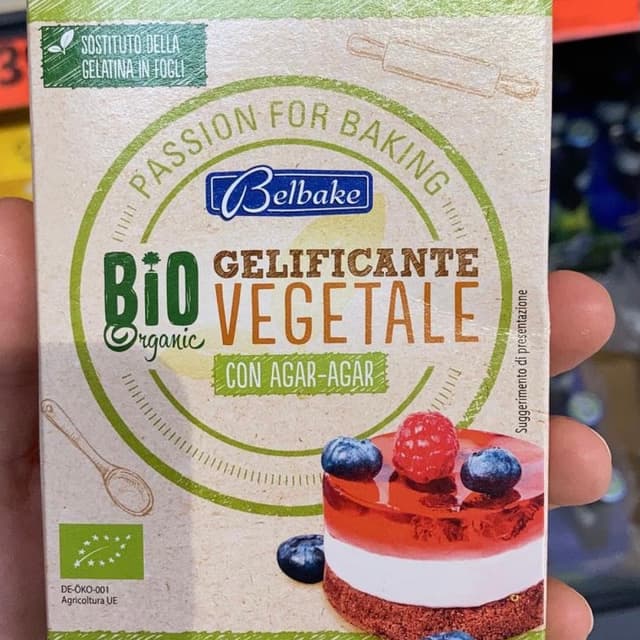 SOSTITUTO DELLA
GELATINA IN FOGLI
PASSION FOR BAKING
Belbake
BiO
Organic
GELIFICANTE
VEGETALE
CON AGAR-AGAR
Suggerimento di presentazione
DE-ÖKO-001
Agricoltura UE
3